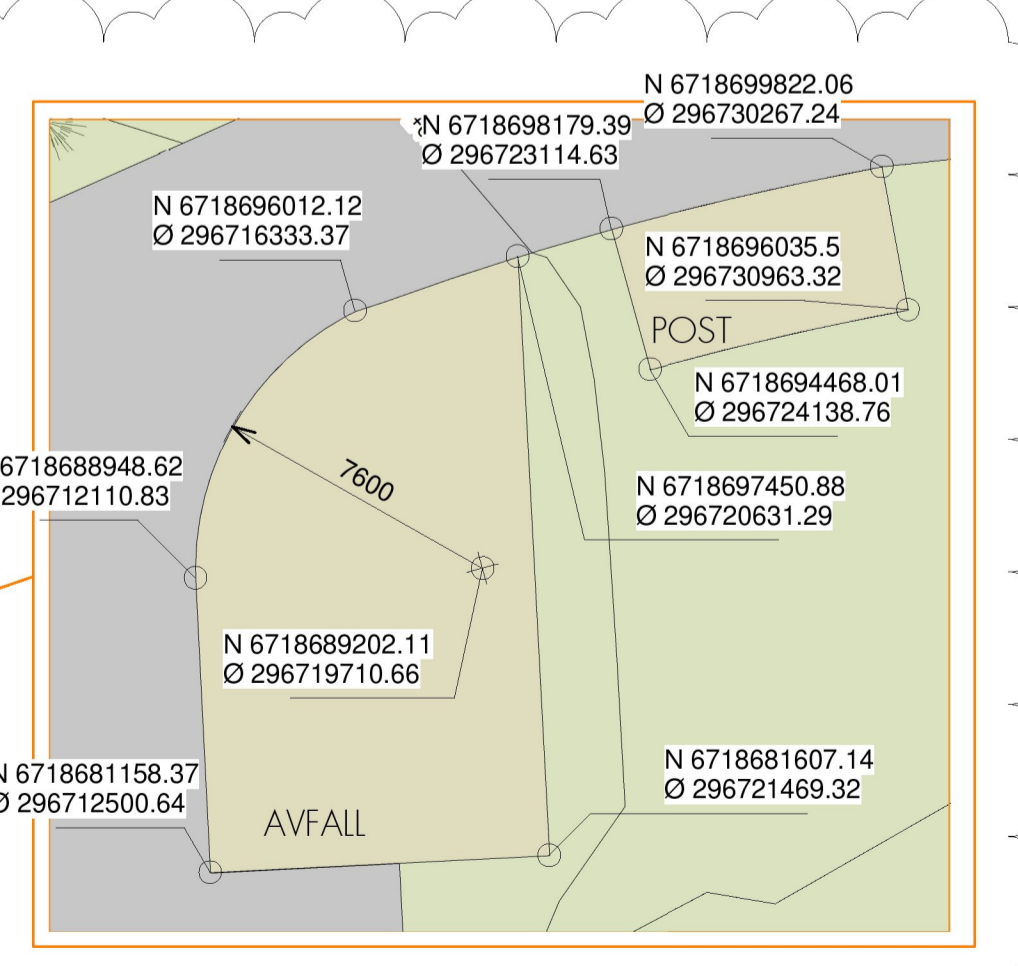 N 6718699822.06
Ø 296730267.24
N 6718698179.39
Ø 296723114.63
N 6718696012.12
Ø 296716333.37
N 6718696035.5
Ø 296730963.32
POST
N 6718694468.01
Ø 296724138.76
6718688948.62
296712110.83
7600
N 6718697450.88
Ø 296720631.29
N 6718689202.11
Ø 296719710.66
N 6718681158.37
Ø 296712500.64
N 6718681607.14
Ø 296721469.32
AVFALL